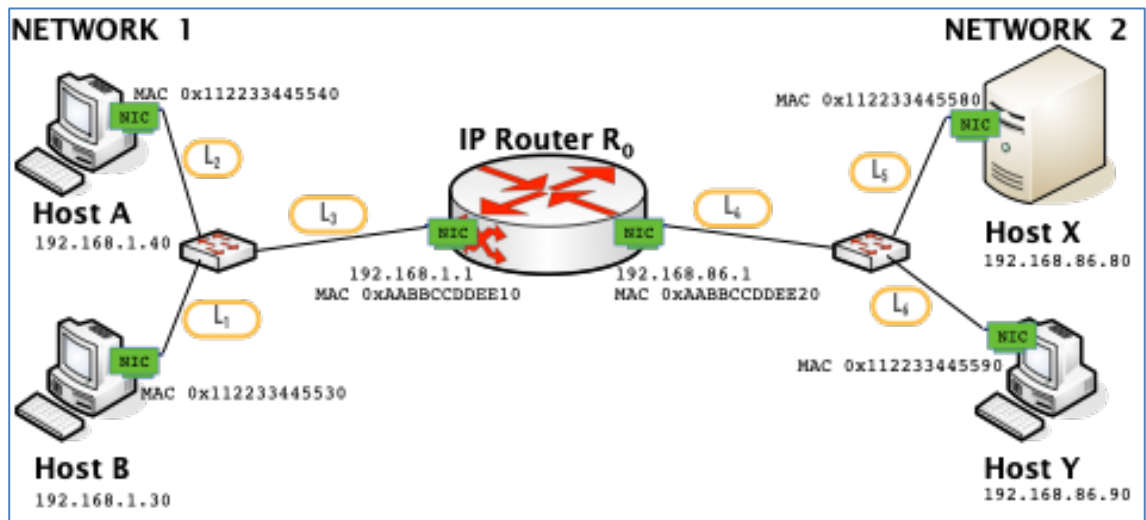 NETWORK 1
NETWORK 2
MAC 0x112233445540
NIC
MAC 0x112233445580
NIC
IP Router R₀
L₂
L₅
Host A
192.168.1.40
L₃
L₄
NIC
NIC
Host X
192.168.86.80
192.168.1.1
MAC 0xAABBCCDDEE10
192.168.86.1
MAC 0xAABBCCDDEE20
L₁
L₆
NIC
MAC 0x112233445530
NIC
MAC 0x112233445590
Host B
192.168.1.30
Host Y
192.168.86.90